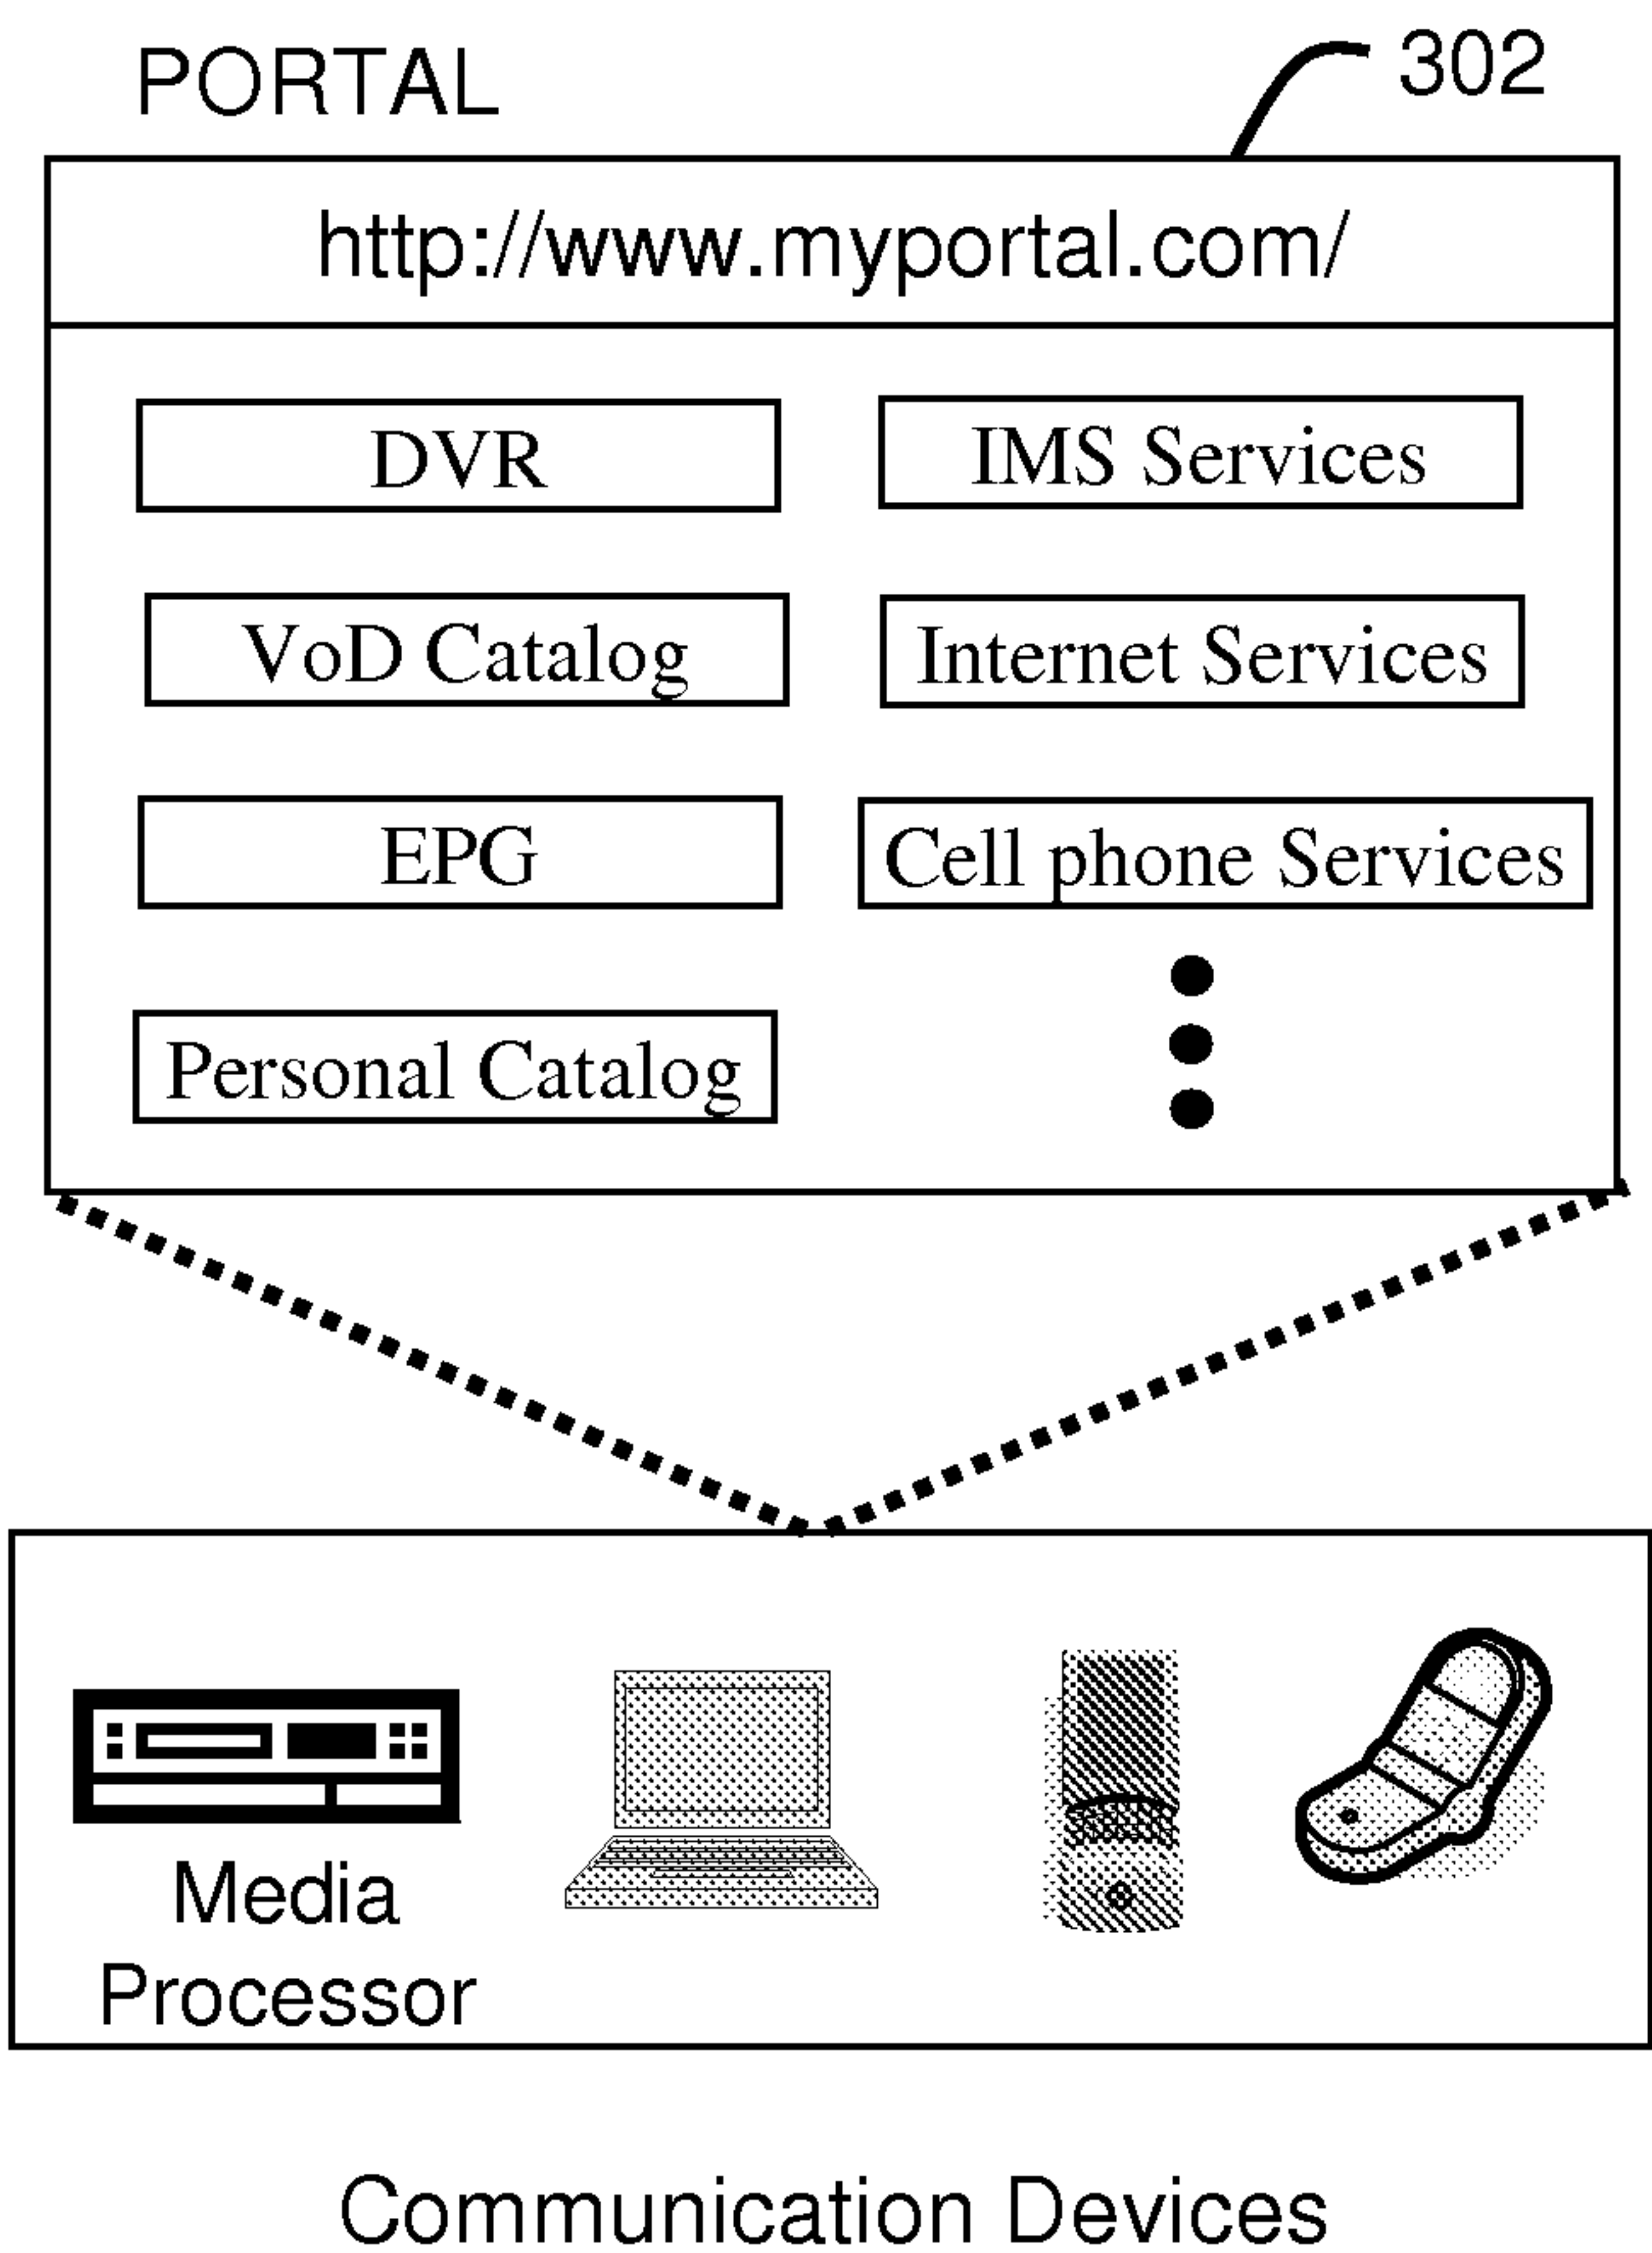 PORTAL
302
http://www.myportal.com/
DVR
IMS Services
VoD Catalog
Internet Services
EPG
Cell phone Services
Personal Catalog
Media
Processor
Communication Devices